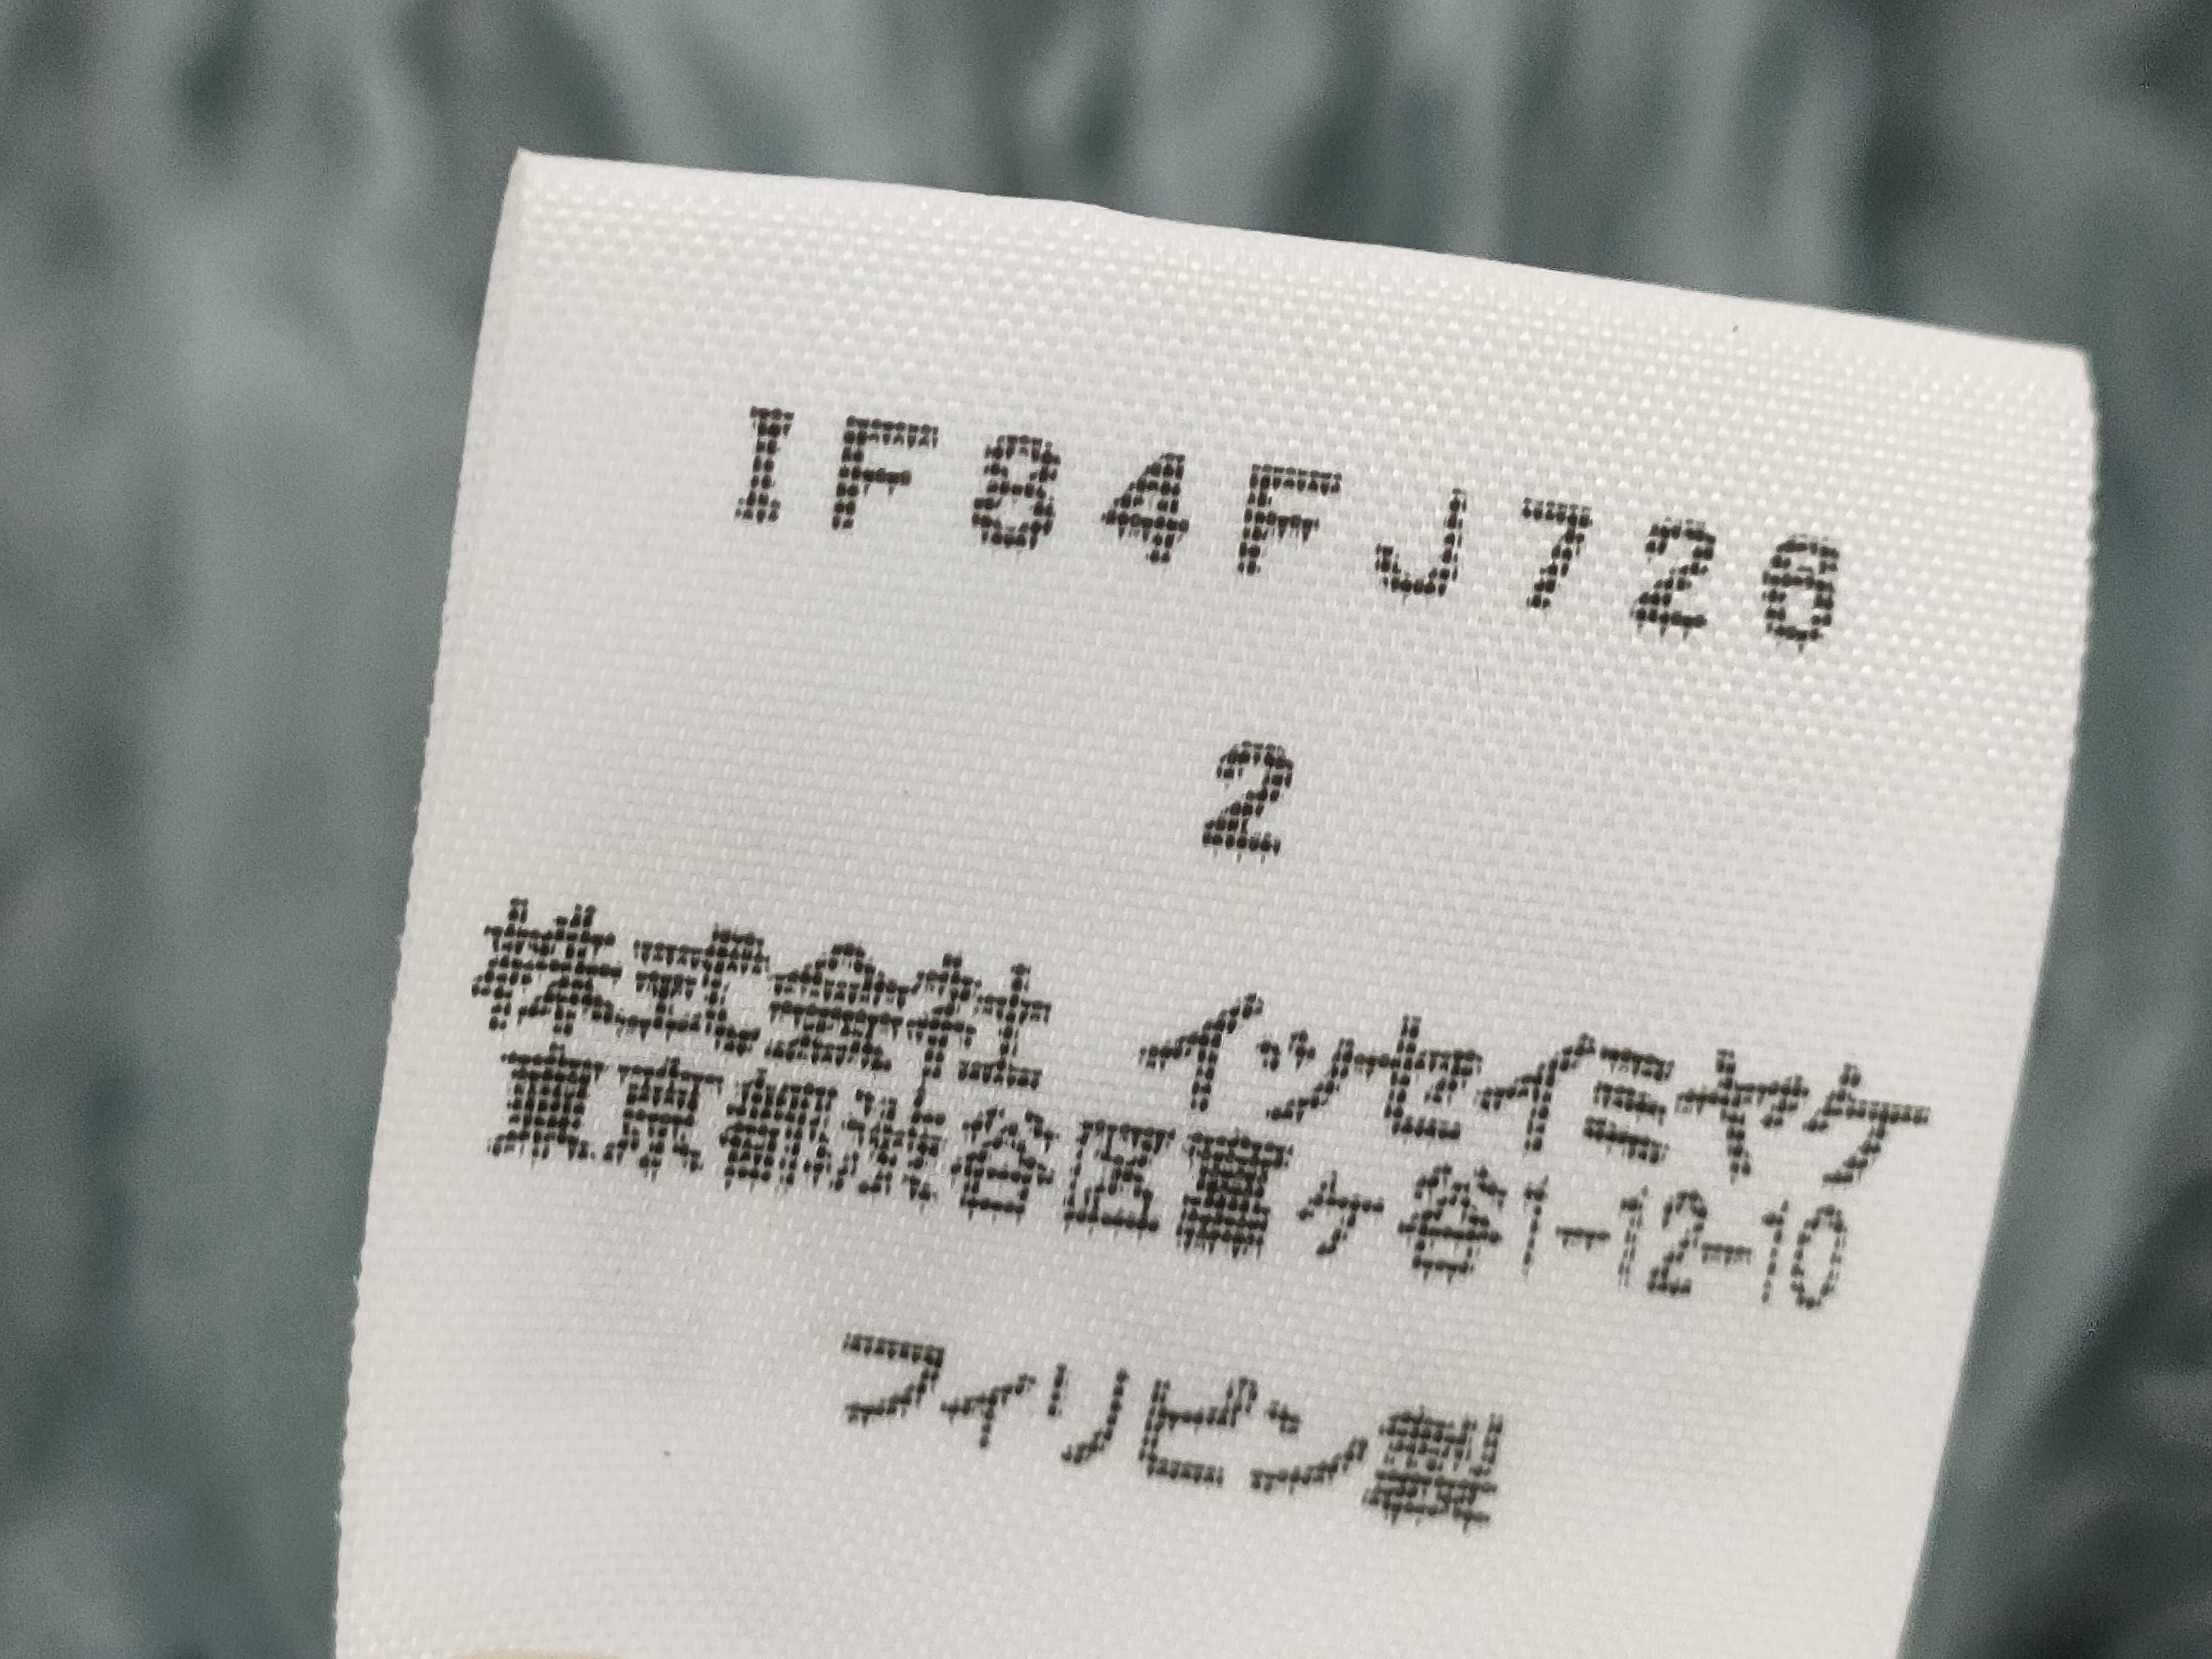 IF84FJ726
2
株式会社 イッセイミヤケ
東京都渋谷区富ヶ谷1-12-10
フィリピン製